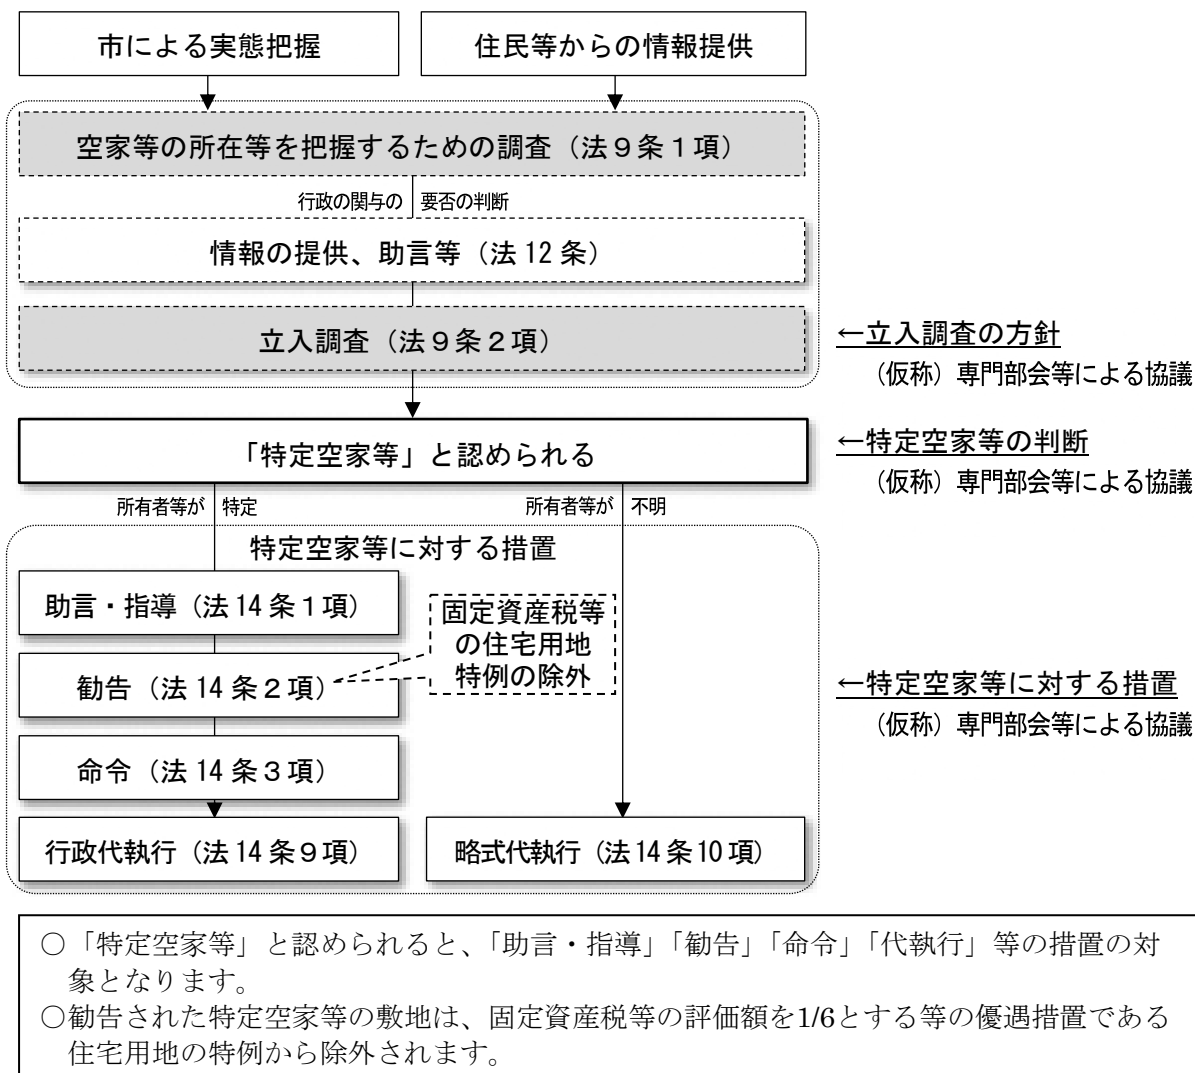 市による実態把握
住民等からの情報提供
空家等の所在等を把握するための調査（法９条１項）
行政の関与の 要否の判断
情報の提供、助言等（法12条）
立入調査（法９条２項）
←立入調査の方針
（仮称）専門部会等による協議
「特定空家等」と認められる
←特定空家等の判断
（仮称）専門部会等による協議
所有者等が 特定
所有者等が 不明
特定空家等に対する措置
助言・指導（法14条１項）
固定資産税等
の住宅用地
特例の除外
勧告（法14条２項）
←特定空家等に対する措置
（仮称）専門部会等による協議
命令（法14条３項）
行政代執行（法14条９項）
略式代執行（法14条10項）
○「特定空家等」と認められると、「助言・指導」「勧告」「命令」「代執行」等の措置の対
象となります。
○勧告された特定空家等の敷地は、固定資産税等の評価額を1/6とする等の優遇措置である
住宅用地の特例から除外されます。